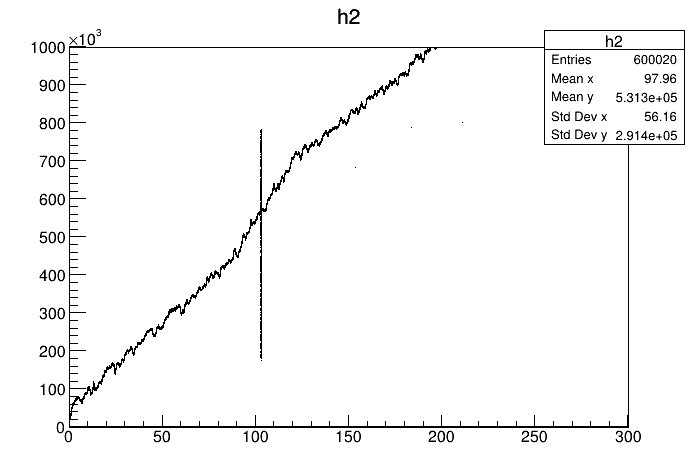 h2
×10³
1000
900
800
700
600
500
400
300
200
100
0
0 50 100 150 200 250 300
h2
Entries 600020
Mean x 97.96
Mean y 5.313e+05
Std Dev x 56.16
Std Dev y 2.914e+05